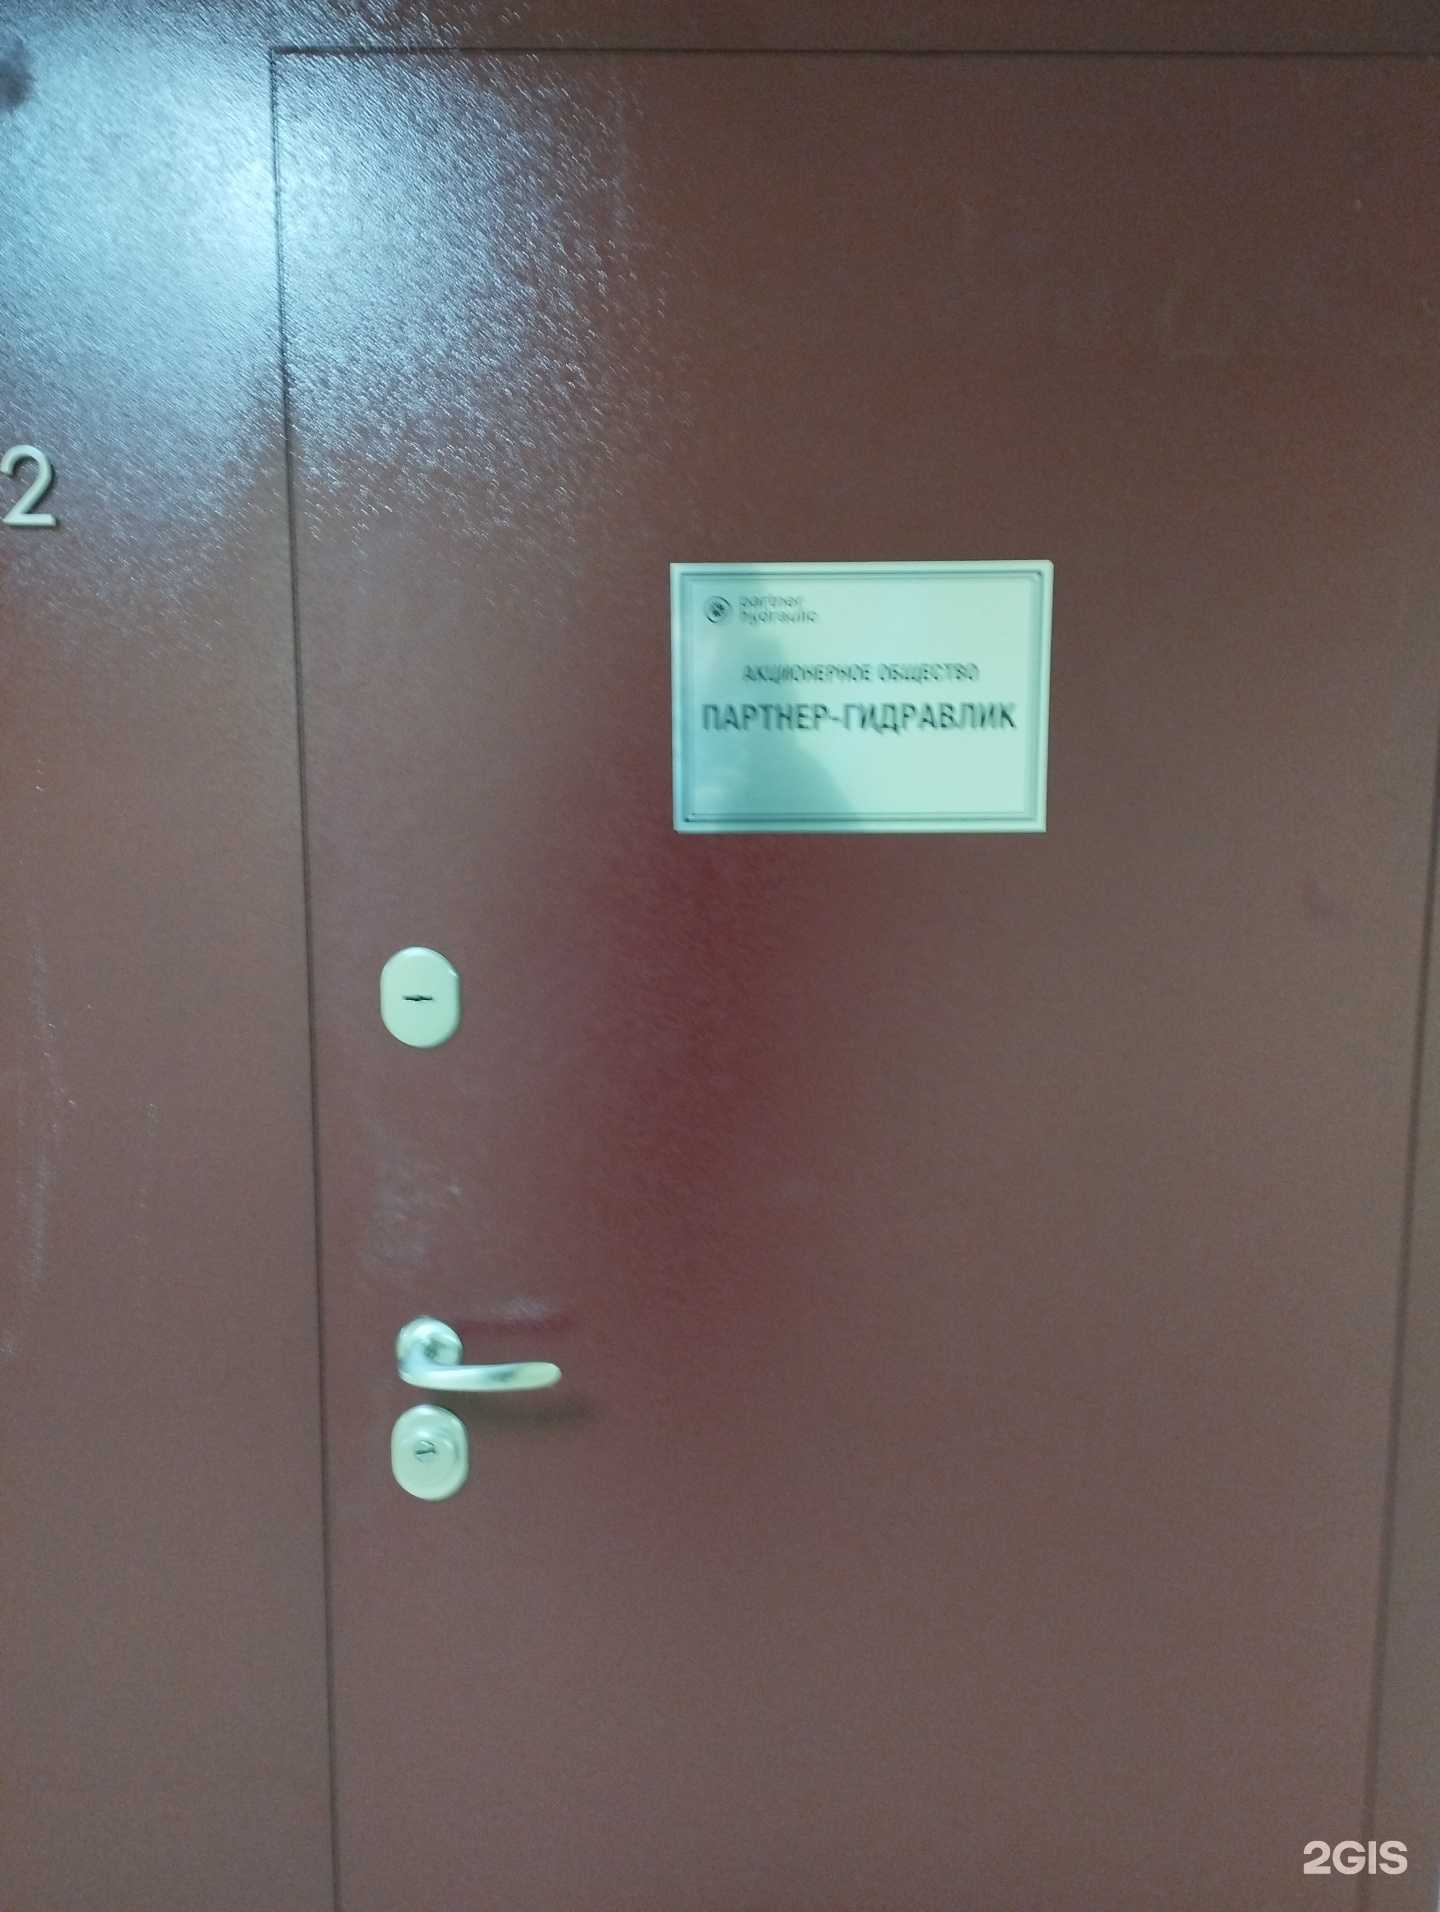 2
partner
hydraulic
АКЦИОНЕРНОЕ ОБЩЕСТВО
ПАРТНЕР-ГИДРАВЛИК
2GIS